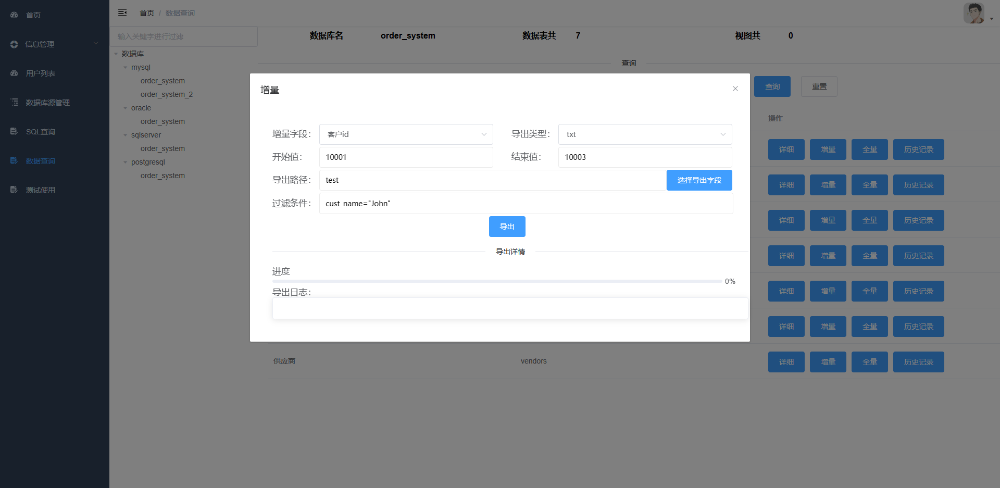 首页
信息管理
用户列表
数据库源管理
SQL查询
数据查询
测试使用
首页 / 数据查询
输入关键字进行过滤
数据库
mysql
order_system
order_system_2
oracle
order_system
sqlserver
order_system
postgresql
order_system
数据库名 order_system 数据表共 7 视图共 0
查询
查询 重置
操作
详细 增量 全量 历史记录
详细 增量 全量 历史记录
详细 增量 全量 历史记录
详细 增量 全量 历史记录
详细 增量 全量 历史记录
详细 增量 全量 历史记录
供应商 vendors 详细 增量 全量 历史记录
增量
增量字段： 客户id 导出类型： txt
开始值： 10001 结束值： 10003
导出路径： test 选择导出字段
过滤条件： cust_name="John"
导出
导出详情
进度
0%
导出日志：